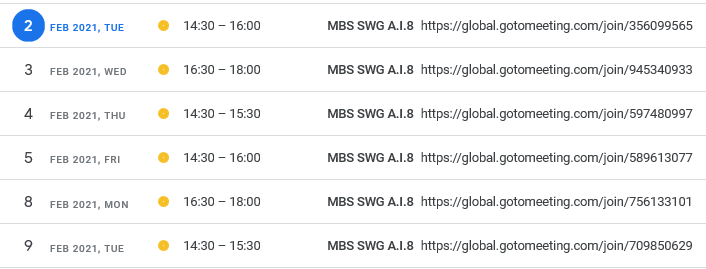 2 FEB 2021, TUE 14:30 – 16:00 MBS SWG A.I.8 https://global.gotomeeting.com/join/356099565
3 FEB 2021, WED 16:30 – 18:00 MBS SWG A.I.8 https://global.gotomeeting.com/join/945340933
4 FEB 2021, THU 14:30 – 15:30 MBS SWG A.I.8 https://global.gotomeeting.com/join/597480997
5 FEB 2021, FRI 14:30 – 16:00 MBS SWG A.I.8 https://global.gotomeeting.com/join/589613077
8 FEB 2021, MON 16:30 – 18:00 MBS SWG A.I.8 https://global.gotomeeting.com/join/756133101
9 FEB 2021, TUE 14:30 – 15:30 MBS SWG A.I.8 https://global.gotomeeting.com/join/709850629